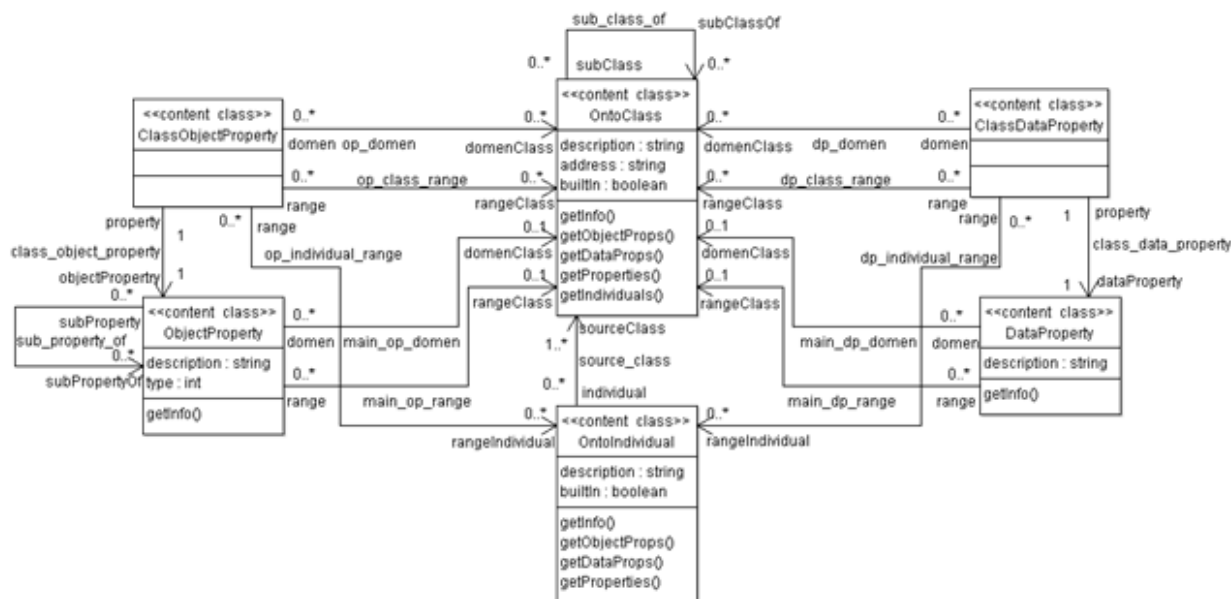 sub_class_of
subClassOf
0..*
subClass
0..*
<<content class>>
ClassObjectProperty
0..*
domen
op_domen
0..*
domenClass
0..*
range
op_class_range
0..*
rangeClass
<<content class>>
OntoClass
description : string
address : string
builtIn : boolean
getInfo()
getObjectProps()
getDataProps()
getProperties()
getIndividuals()
<<content class>>
ClassDataProperty
0..*
domenClass
dp_domen
0..*
domen
0..*
rangeClass
dp_class_range
0..*
range
property
1
class_object_property
objectPropertry
1
0..*
range
op_individual_range
0..1
domenClass
0..1
rangeClass
0..1
domenClass
0..1
rangeClass
range
0..*
dp_individual_range
1
property
class_data_property
1
dataProperty
0..*
subProperty
sub_property_of
0..*
subPropertyOf
<<content class>>
ObjectProperty
description : string
type : int
getInfo()
0..*
domen
main_op_domen
0..*
range
main_op_range
sourceClass
1..*
source_class
0..*
individual
main_dp_domen
0..*
domen
main_dp_range
0..*
range
<<content class>>
DataProperty
description : string
getInfo()
0..*
rangeIndividual
0..*
rangeIndividual
<<content class>>
OntoIndividual
description : string
builtIn : boolean
getInfo()
getObjectProps()
getDataProps()
getProperties()